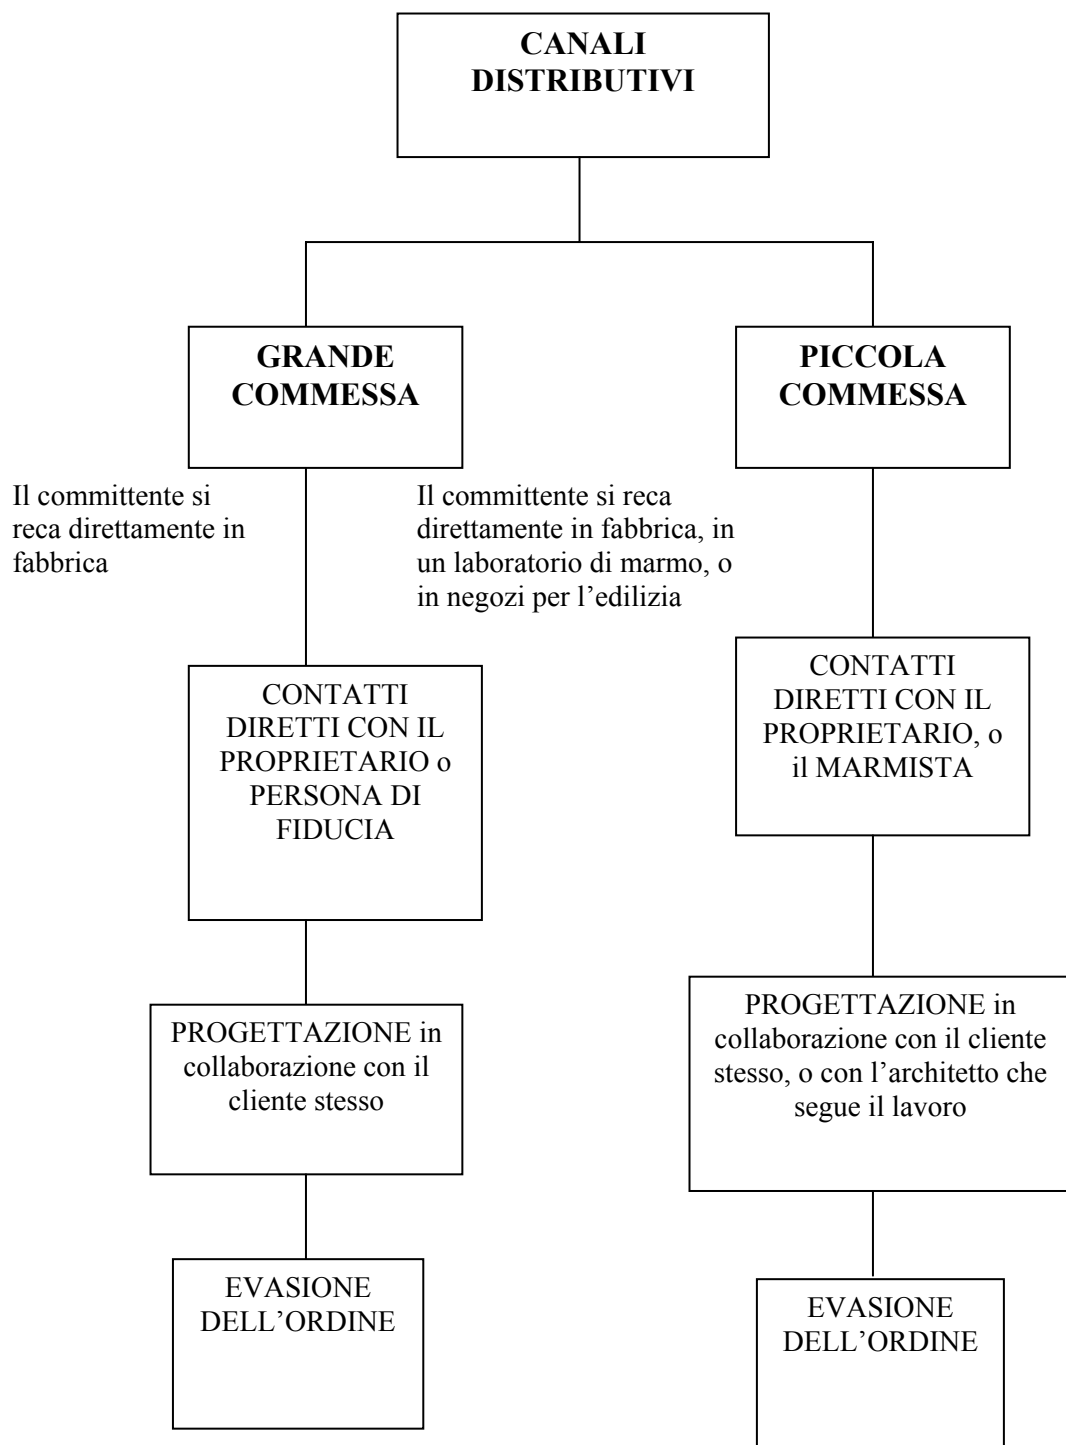 CANALI
DISTRIBUTIVI
GRANDE
COMMESSA
PICCOLA
COMMESSA
Il committente si
reca direttamente in
fabbrica
Il committente si reca
direttamente in fabbrica, in
un laboratorio di marmo, o
in negozi per l’edilizia
CONTATTI
DIRETTI CON IL
PROPRIETARIO o
PERSONA DI
FIDUCIA
CONTATTI
DIRETTI CON IL
PROPRIETARIO, o
il MARMISTA
PROGETTAZIONE in
collaborazione con il
cliente stesso
PROGETTAZIONE in
collaborazione con il cliente
stesso, o con l’architetto che
segue il lavoro
EVASIONE
DELL’ORDINE
EVASIONE
DELL’ORDINE